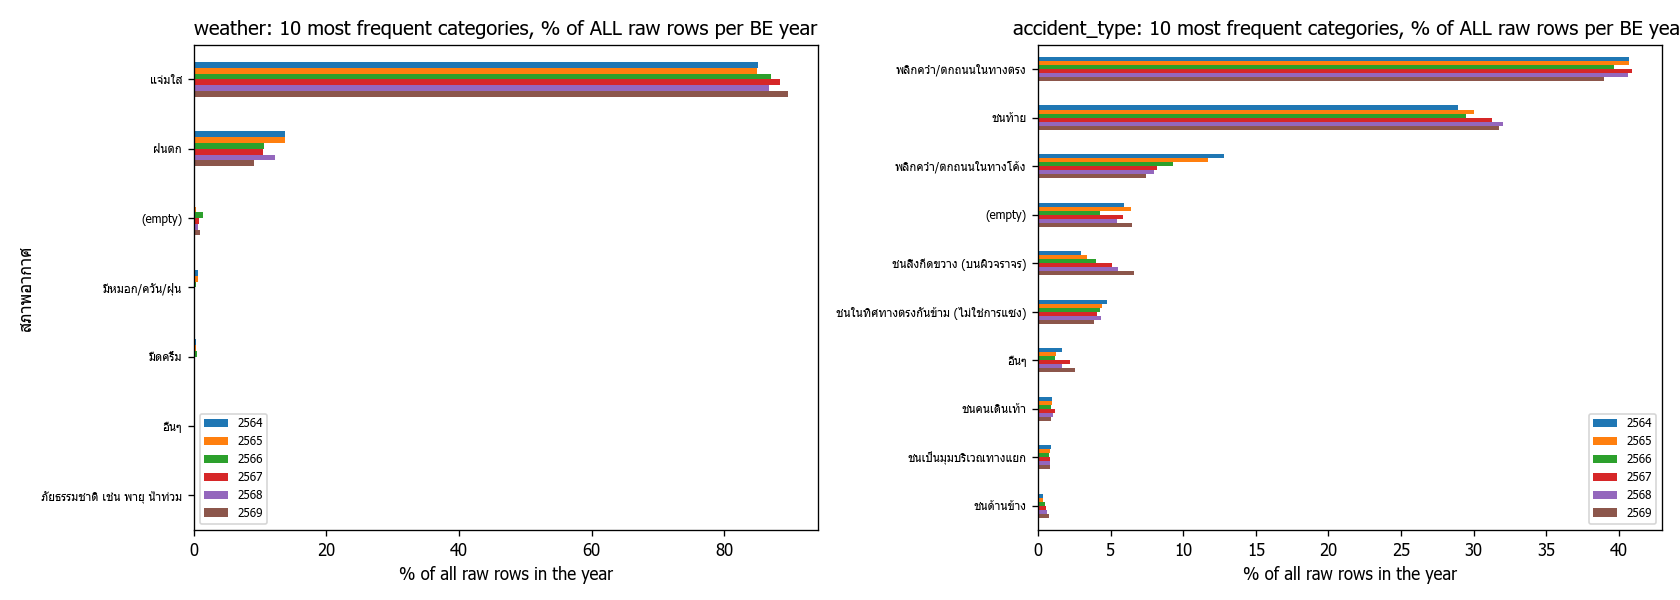 weather: 10 most frequent categories, % of ALL raw rows per BE year
สภาพอากาศ
แจ่มใส
ฝนตก
(empty)
มีหมอก/ควัน/ฝุ่น
มืดครึ้ม
อื่นๆ
ภัยธรรมชาติ เช่น พายุ น้ำท่วม
2564
2565
2566
2567
2568
2569
0 20 40 60 80
% of all raw rows in the year
accident_type: 10 most frequent categories, % of ALL raw rows per BE yea
พลิกคว่ำ/ตกถนนในทางตรง
ชนท้าย
พลิกคว่ำ/ตกถนนในทางโค้ง
(empty)
ชนสิ่งกีดขวาง (บนผิวจราจร)
ชนในทิศทางตรงกันข้าม (ไม่ใช่การแซง)
อื่นๆ
ชนคนเดินเท้า
ชนเป็นมุมบริเวณทางแยก
ชนด้านข้าง
2564
2565
2566
2567
2568
2569
0 5 10 15 20 25 30 35 40
% of all raw rows in the year